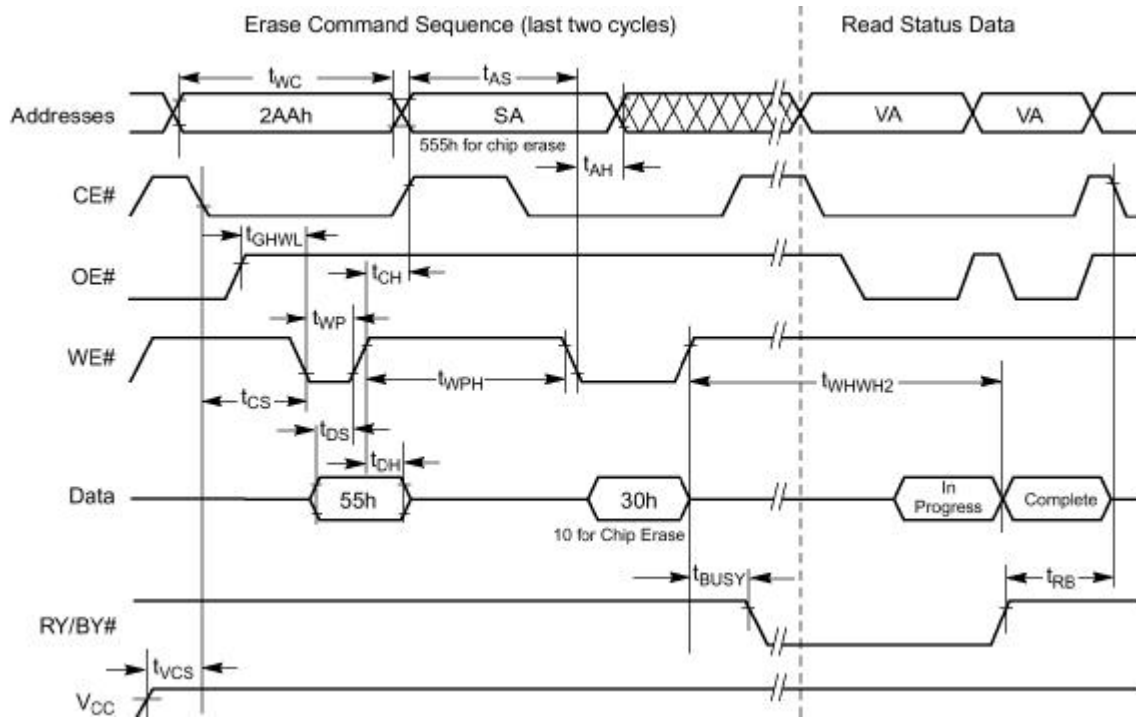 Erase Command Sequence (last two cycles) Read Status Data
tWC tAS
Addresses 2AAh SA VA VA
555h for chip erase
tAH
CE#
tGHWL
OE# tCH
tWP
WE#
tWPH tWHWH2
tCS
tDS
tDH
Data 55h 30h In Progress Complete
10 for Chip Erase
tBUSY tRB
RY/BY#
tVCS
VCC